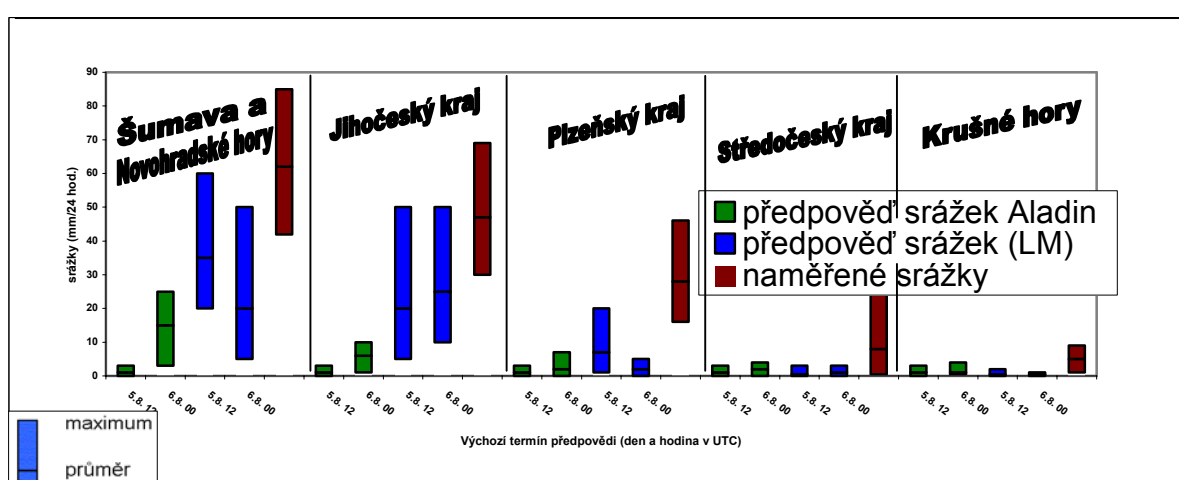 90
80
70
60
50
40
30
20
10
0
srážky (mm/24 hod.)
Šumava a
Novohradské hory
Jihočeský kraj
Plzeňský kraj
Středočeský kraj
Krušné hory
předpověď srážek Aladin
předpověď srážek (LM)
naměřené srážky
5.8. 12
6.8. 00
5.8. 12
6.8. 00
5.8. 12
6.8. 00
5.8. 12
6.8. 00
5.8. 12
6.8. 00
5.8. 12
6.8. 00
5.8. 12
6.8. 00
5.8. 12
6.8. 00
5.8. 12
6.8. 00
5.8. 12
6.8. 00
Výchozí termín předpovědi (den a hodina v UTC)
maximum
průměr